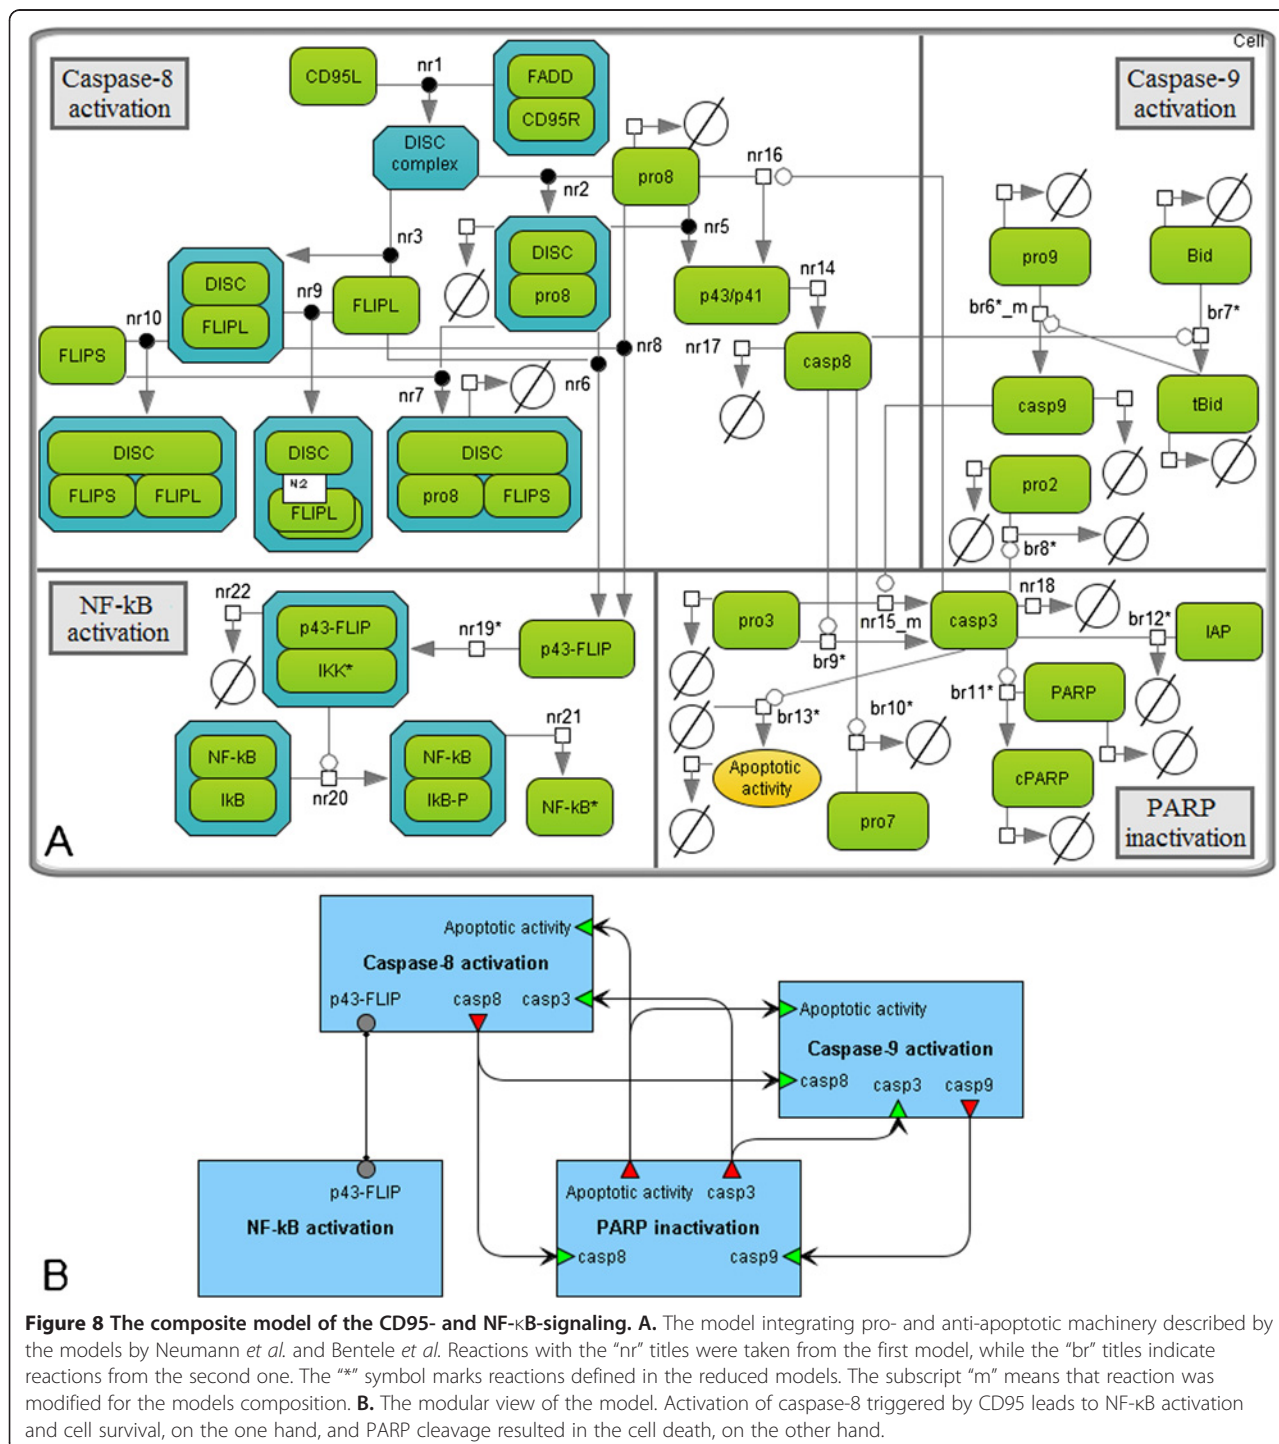 Cell
Caspase-8
activation
CD95L
nr1
FADD
CD95R
DISC
complex
nr2
pro8
nr16
nr3
nr5
DISC
pro8
DISC
FLIPL
nr9
FLIPL
nr10
FLIPS
p43/p41
nr14
nr8
nr6
nr17
casp8
nr7
DISC
FLIPS
FLIPL
DISC
N:2
FLIPL
DISC
pro8
FLIPS
Caspase-9
activation
pro9
Bid
br6*_m
br7*
casp9
tBid
pro2
br8*
NF-kB
activation
nr22
p43-FLIP
IKK*
nr19*
p43-FLIP
NF-kB
IkB
nr20
NF-kB
IkB-P
nr21
NF-kB*
pro3
nr15_m
casp3
nr18
br12*
IAP
br9*
br11*
PARP
br13*
br10*
Apoptotic
activity
cPARP
pro7
PARP
inactivation
A
Apoptotic activity
Caspase-8 activation
p43-FLIP
casp8
casp3
Apoptotic activity
Caspase-9 activation
casp8
casp3
casp9
p43-FLIP
NF-kB activation
Apoptotic activity
casp3
PARP inactivation
casp8
casp9
B
Figure 8 The composite model of the CD95- and NF-κB-signaling. A. The model integrating pro- and anti-apoptotic machinery described by
the models by Neumann et al. and Bentele et al. Reactions with the “nr” titles were taken from the first model, while the “br” titles indicate
reactions from the second one. The “*” symbol marks reactions defined in the reduced models. The subscript “m” means that reaction was
modified for the models composition. B. The modular view of the model. Activation of caspase-8 triggered by CD95 leads to NF-κB activation
and cell survival, on the one hand, and PARP cleavage resulted in the cell death, on the other hand.